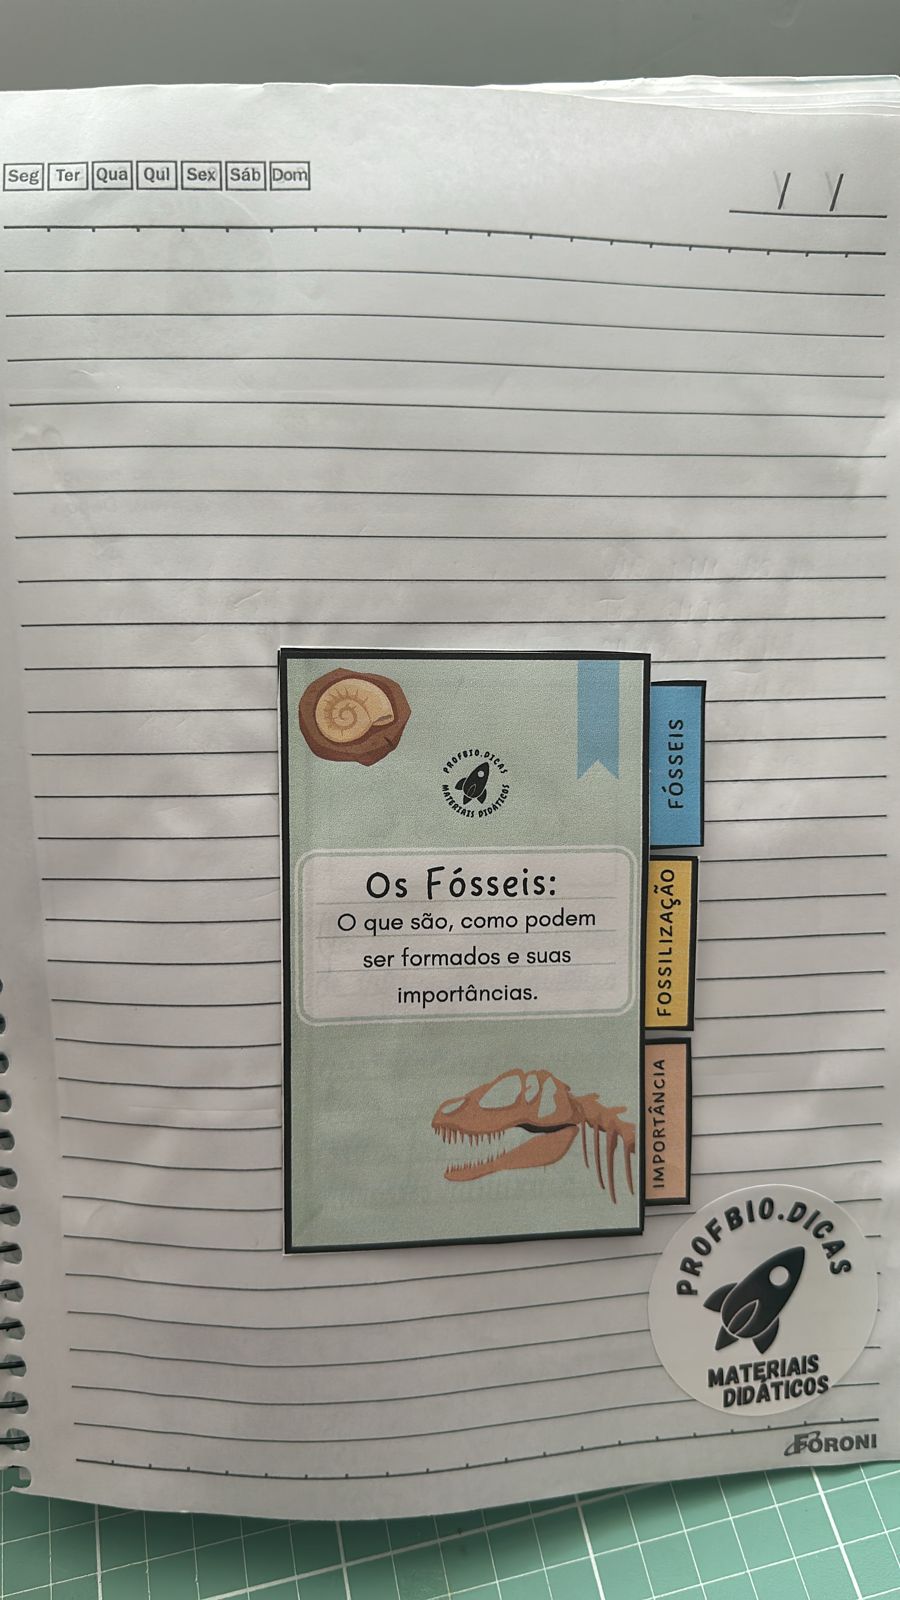 Seg Ter Qua Qui Sex Sáb Dom
/ /
PROFBIO.DICAS
MATERIAIS DIDÁTICOS
Os Fósseis:
O que são, como podem
ser formados e suas
importâncias.
FÓSSEIS
FOSSILIZAÇÃO
IMPORTÂNCIA
PROFBIO.DICAS
MATERIAIS
DIDÁTICOS
FORONI